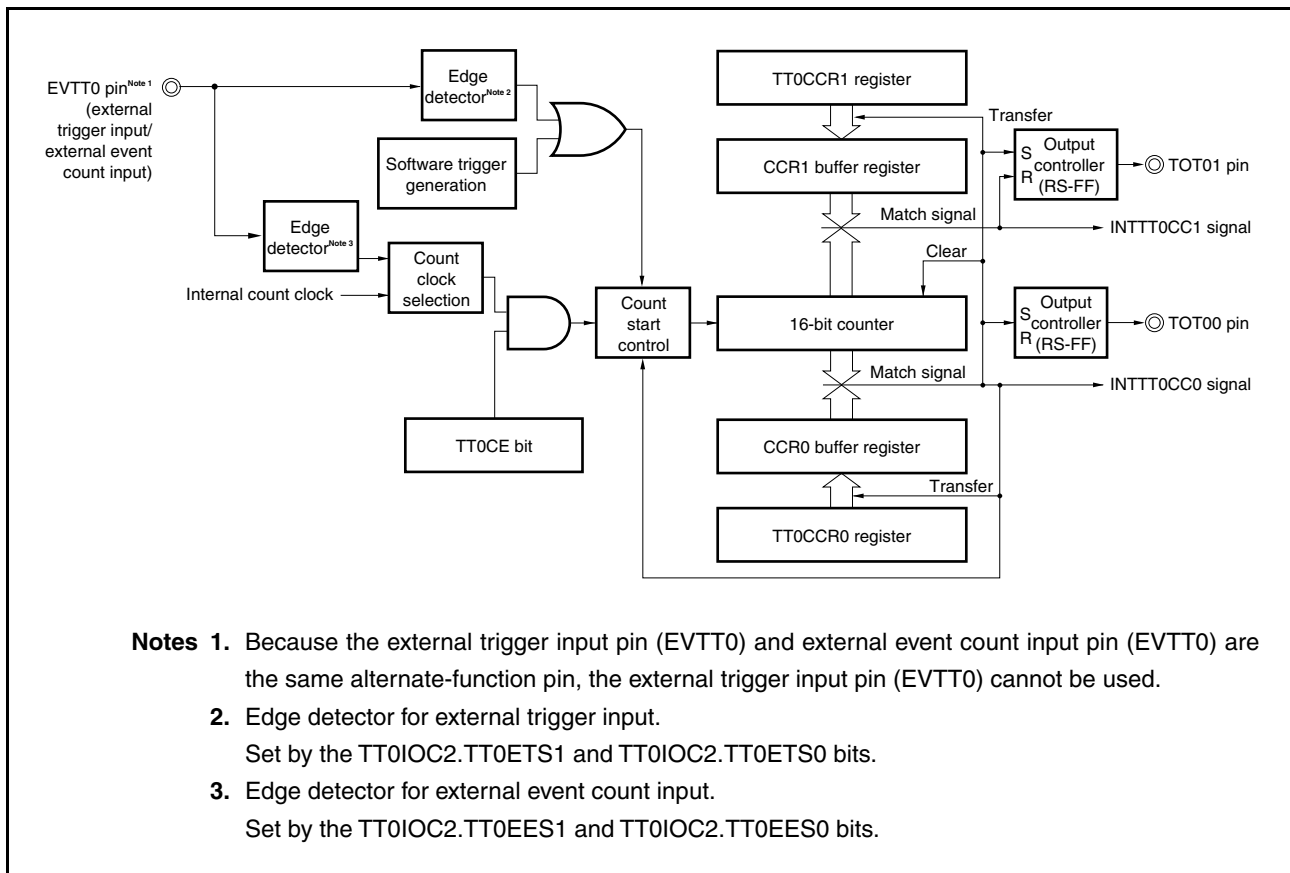 EVTT0 pinNote 1
(external
trigger input/
external event
count input)
Edge
detectorNote 2
Software trigger
generation
Edge
detectorNote 3
Count
clock
selection
Internal count clock
TT0CE bit
Count
start
control
TT0CCR1 register
Transfer
CCR1 buffer register
Match signal
Clear
16-bit counter
Match signal
CCR0 buffer register
Transfer
TT0CCR0 register
S
R
Output
controller
(RS-FF)
TOT01 pin
INTTT0CC1 signal
S
R
Output
controller
(RS-FF)
TOT00 pin
INTTT0CC0 signal
Notes 1. Because the external trigger input pin (EVTT0) and external event count input pin (EVTT0) are
the same alternate-function pin, the external trigger input pin (EVTT0) cannot be used.
2. Edge detector for external trigger input.
Set by the TT0IOC2.TT0ETS1 and TT0IOC2.TT0ETS0 bits.
3. Edge detector for external event count input.
Set by the TT0IOC2.TT0EES1 and TT0IOC2.TT0EES0 bits.